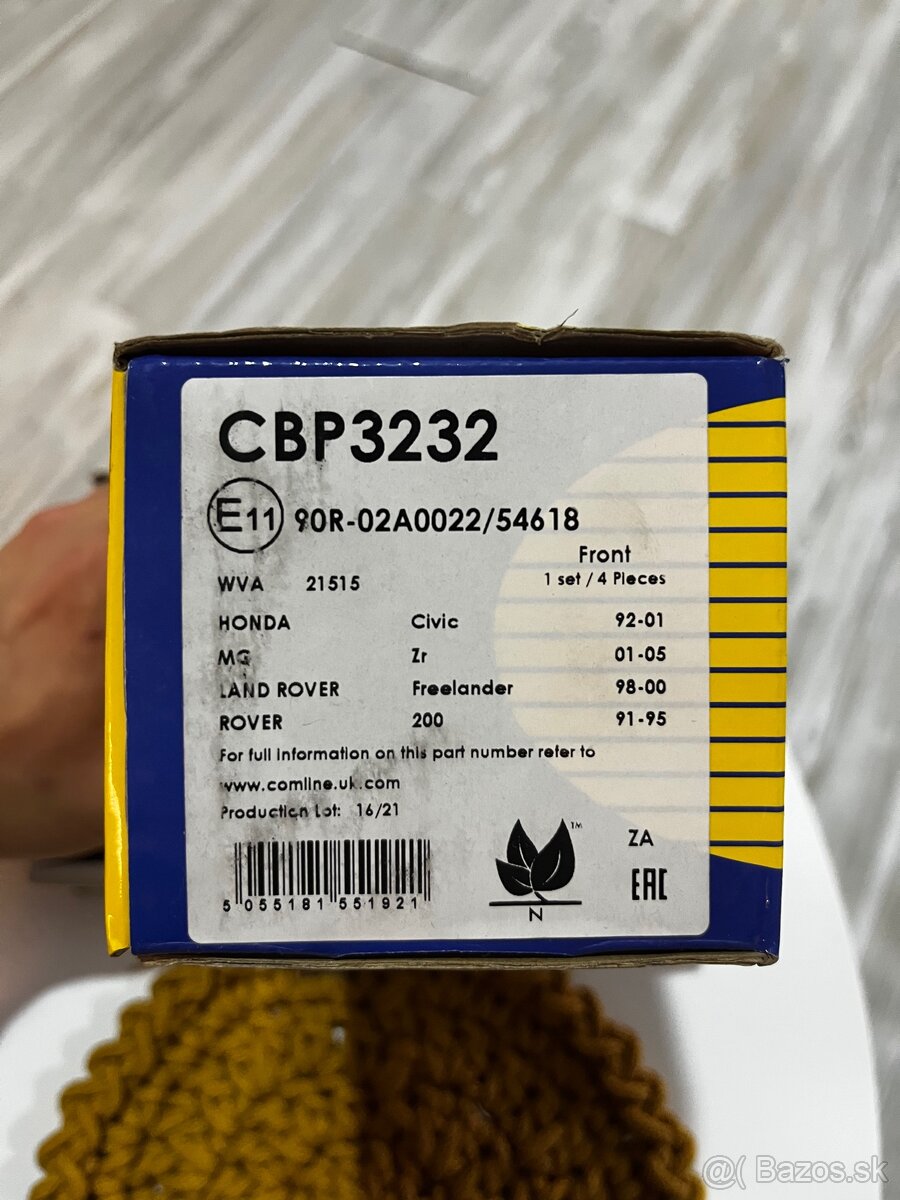 CBP3232
E11 90R-02A0022/54618
Front
WVA 21515 1 set / 4 Pieces
HONDA Civic 92-01
MG Zr 01-05
LAND ROVER Freelander 98-00
ROVER 200 91-95
For full information on this part number refer to
www.comline.uk.com
Production Lot: 16/21
TM
ZA
EAC
5 055181 551921
N
@( Bazos.sk